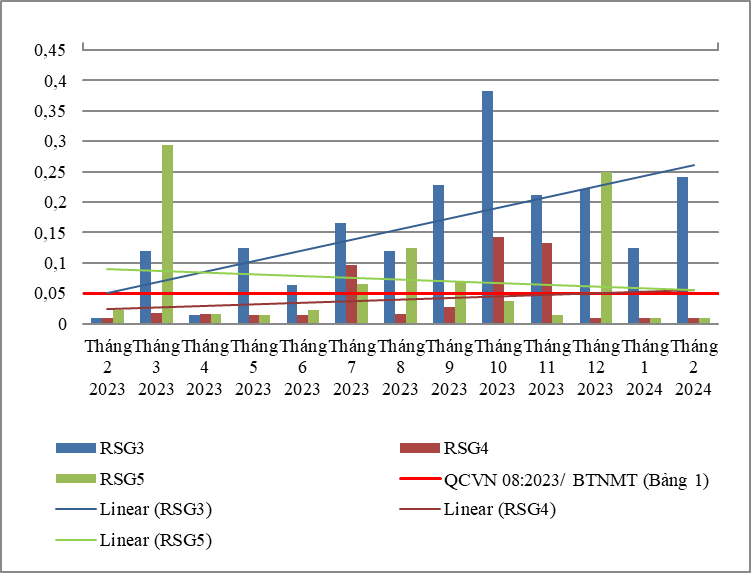 0,45
0,4
0,35
0,3
0,25
0,2
0,15
0,1
0,05
0
Tháng 2 2023
Tháng 3 2023
Tháng 4 2023
Tháng 5 2023
Tháng 6 2023
Tháng 7 2023
Tháng 8 2023
Tháng 9 2023
Tháng 10 2023
Tháng 11 2023
Tháng 12 2023
Tháng 1 2024
Tháng 2 2024
RSG3
RSG4
RSG5
QCVN 08:2023/ BTNMT (Bảng 1)
Linear (RSG3)
Linear (RSG4)
Linear (RSG5)